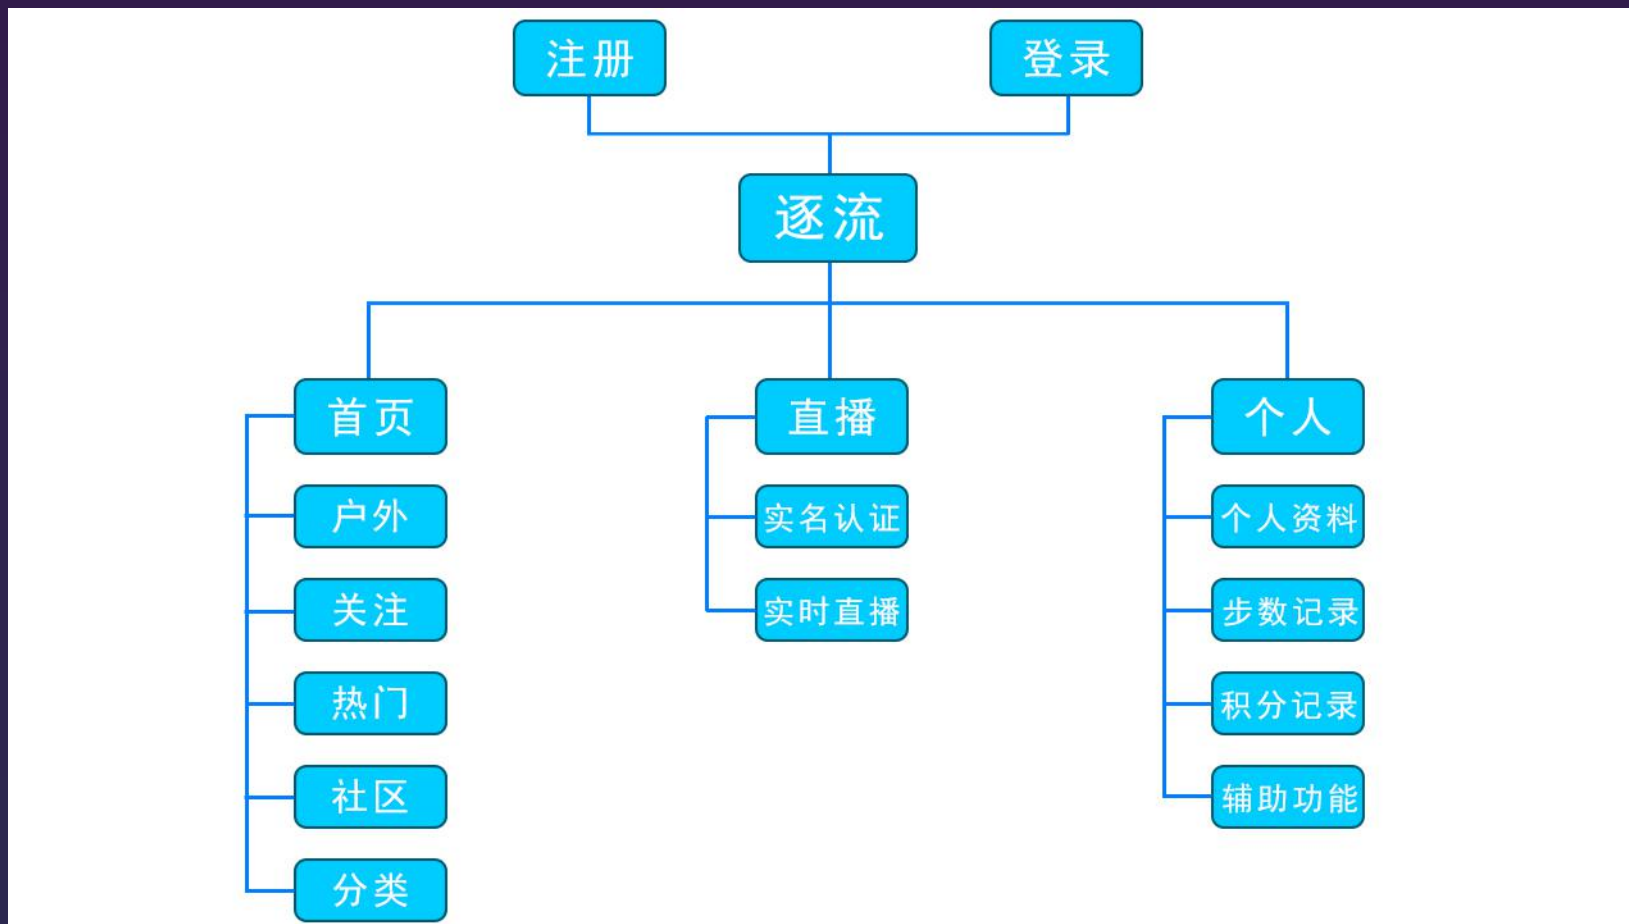 注册
登录
逐流
首页
户外
关注
热门
社区
分类
直播
实名认证
实时直播
个人
个人资料
步数记录
积分记录
辅助功能